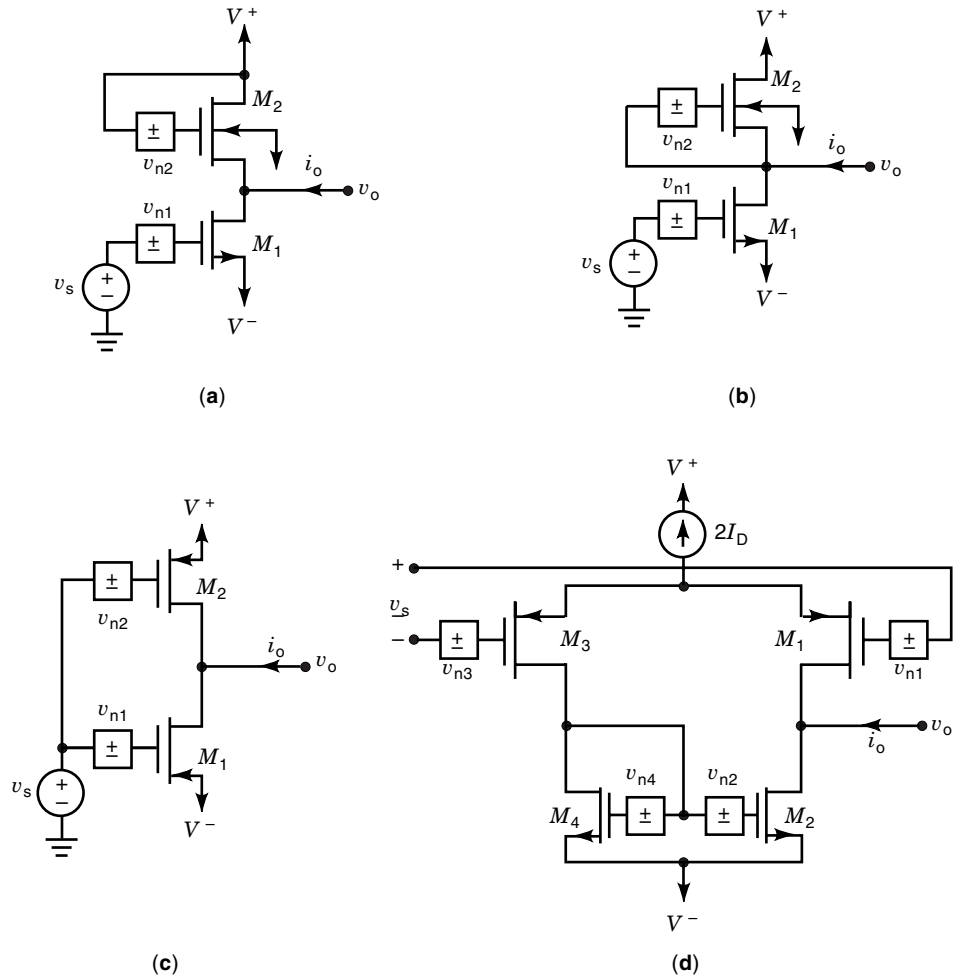 V+
M2
±
vn2
io
vo
vn1
±
M1
vs
+
−
V−
(a)
V+
M2
±
vn2
io
vo
vn1
±
M1
vs
+
−
V−
(b)
V+
±
M2
vn2
io
vo
vn1
±
M1
vs
+
−
V−
(c)
V+
2ID
+
vs
−
−
±
vn3
M3
M1
±
vn1
vo
io
vn4
vn2
M4
±
±
M2
V−
(d)